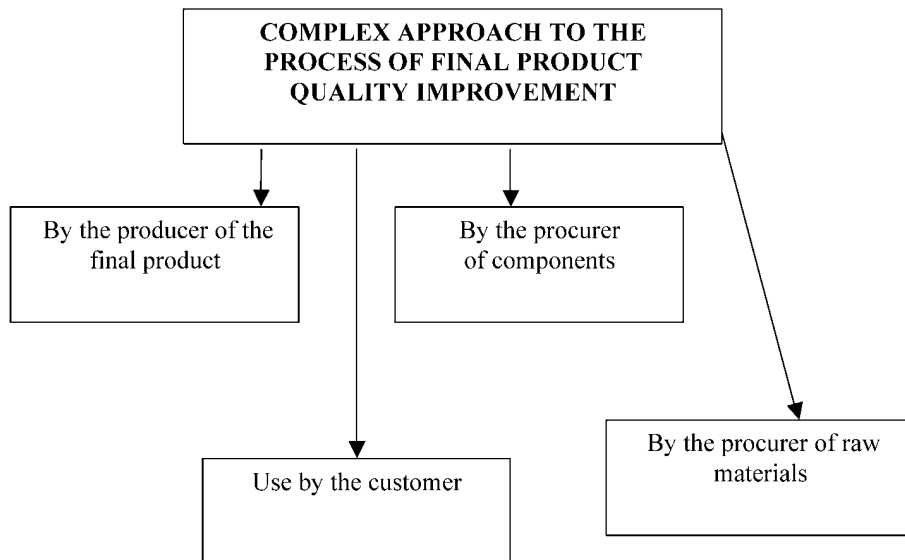 COMPLEX APPROACH TO THE
PROCESS OF FINAL PRODUCT
QUALITY IMPROVEMENT
By the producer of the
final product
By the procurer
of components
Use by the customer
By the procurer of raw
materials